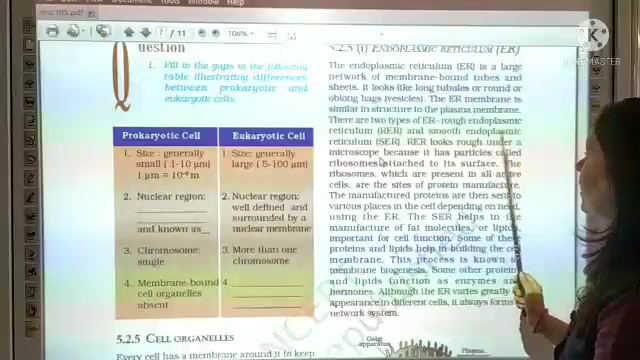 Document Tools Window Help
7 / 11
106%
uestion
Q
1. Fill in the gaps in the following
table illustrating differences
between prokaryotic and
eukaryotic cells.
Prokaryotic Cell
Eukaryotic Cell
1. Size : generally
small ( 1-10 μm)
1 μm = 10⁻⁶ m
1 Size: generally
large ( 5-100 μm)
2. Nuclear region:
and known as
2. Nuclear region:
well defined and
surrounded by a
nuclear membrane
3. Chromosome:
single
3. More than one
chromosome
4. Membrane-bound
cell organelles
absent
4
5.2.5 CELL ORGANELLES
Every cell has a membrane around it to keep
5.2.5 (i) ENDOPLASMIC RETICULUM (ER)
The endoplasmic reticulum (ER) is a large
network of membrane-bound tubes and
sheets. It looks like long tubules or round or
oblong bags (vesicles). The ER membrane is
similar in structure to the plasma membrane.
There are two types of ER– rough endoplasmic
reticulum (RER) and smooth endoplasmic
reticulum (SER). RER looks rough under a
microscope because it has particles called
ribosomes attached to its surface. The
ribosomes, which are present in all active
cells, are the sites of protein manufacture.
The manufactured proteins are then sent to
various places in the cell depending on need,
using the ER. The SER helps in the
manufacture of fat molecules, or lipids,
important for cell function. Some of these
proteins and lipids help in building the cell
membrane. This process is known as
membrane biogenesis. Some other proteins
and lipids function as enzymes and
hormones. Although the ER varies greatly in
appearance in different cells, it always forms a
network system.
Golgi
apparatus
Plasma
KINEMASTER